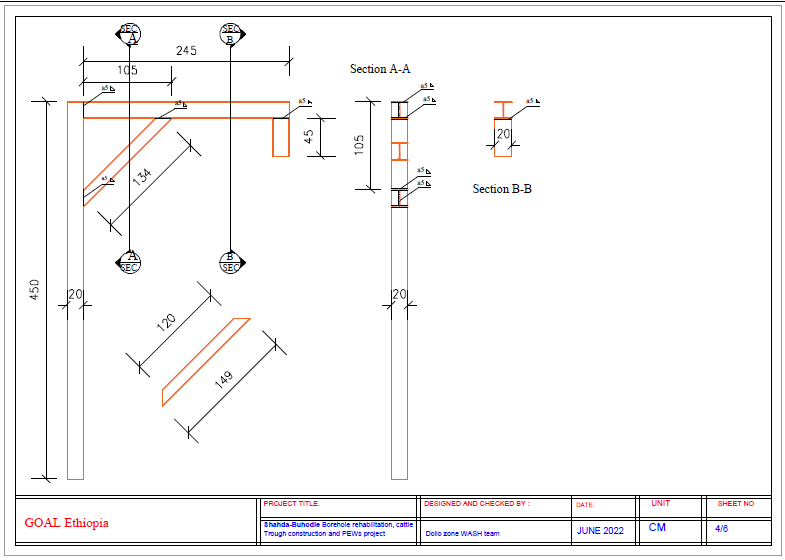 SEC
A
SEC
B
245
105
Section A-A
a5
a5
a5
a5
a5
a5
45
105
20
134
a5
a5
a5
Section B-B
A
SEC
B
SEC
450
20
20
120
149
PROJECT TITLE.
DESIGNED AND CHECKED BY :
DATE:
UNIT
SHEET NO
GOAL Ethiopia
Shahda-Buhodle Borehole rehabilitation, cattle
Trough construction and PEWs project
Dollo zone WASH team
JUNE 2022
CM
4/6